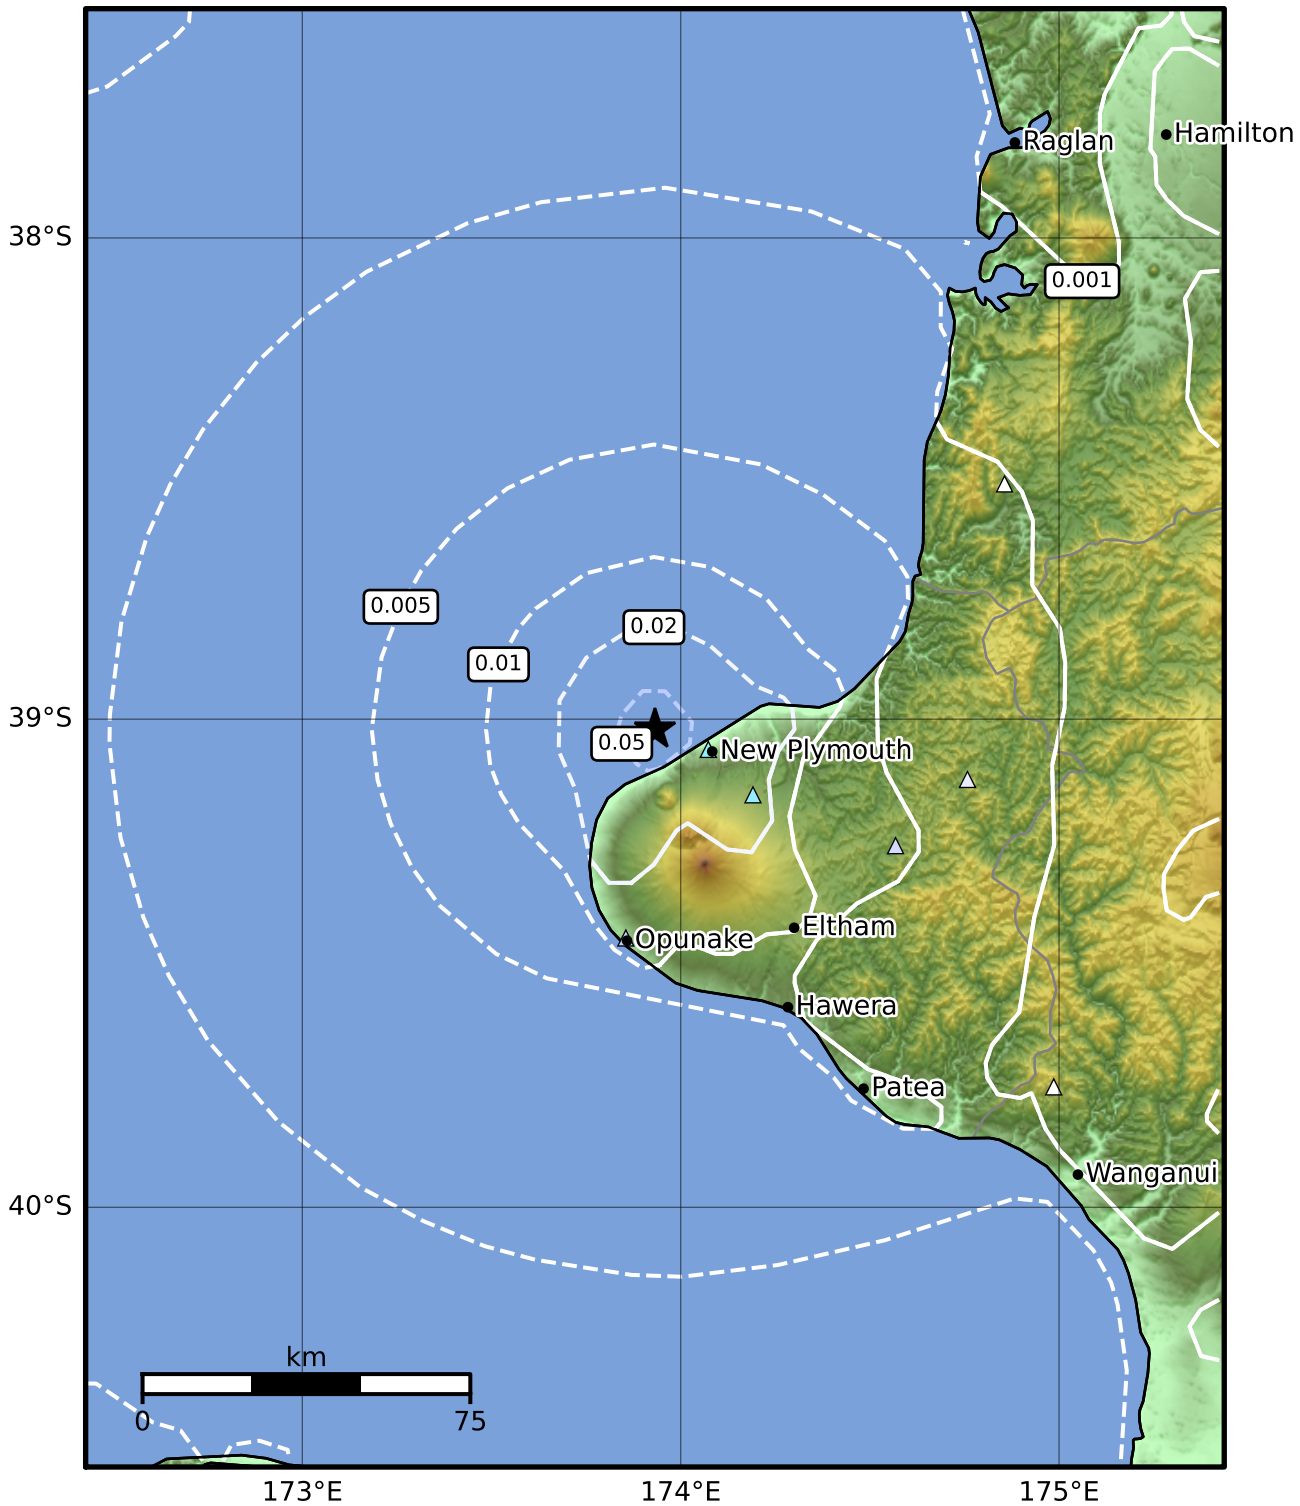 Raglan
Hamilton
38°S
0.001
0.005
0.02
0.01
39°S
0.05
New Plymouth
Eltham
Opunake
Hawera
Patea
Wanganui
40°S
km
0
75
173°E
174°E
175°E